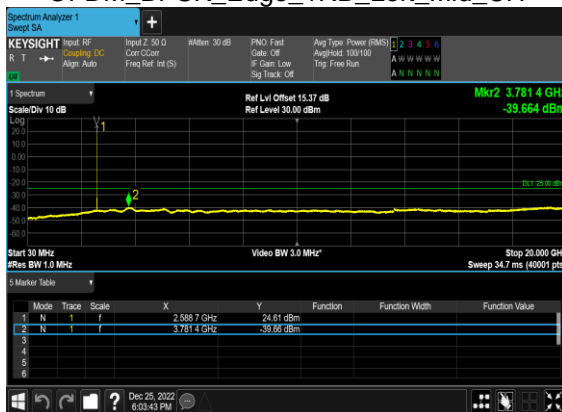 Spectrum Analyzer 1
Swept SA
+
KEYSIGHT Input: RF Input Z: 50 Ω #Atten: 30 dB PNO: Fast Avg Type: Power (RMS) 1 2 3 4 5 6
R T Coupling: DC Corr CCorr Gate: Off Avg|Hold: 100/100 A W W W W W
Align: Auto Freq Ref: Int (S) IF Gain: Low Trig: Free Run
Sig Track: Off A N N N N N
LXI
1 Spectrum Ref Lvl Offset 15.37 dB Mkr2 3.781 4 GHz
Scale/Div 10 dB Ref Level 30.00 dBm -39.664 dBm
Log
20.0
10.0
0.00
-10.0
-20.0
-30.0
-40.0
-50.0
-60.0
1
2
Start 30 MHz Video BW 3.0 MHz* Stop 20.000 GH
#Res BW 1.0 MHz Sweep 34.7 ms (40001 pts
5 Marker Table
Mode Trace Scale X Y Function Function Width Function Value
1 N 1 f 2.588 7 GHz 24.61 dBm
2 N 1 f 3.781 4 GHz -39.66 dBm
3
4
5
6
? Dec 25, 2022
6:03:43 PM